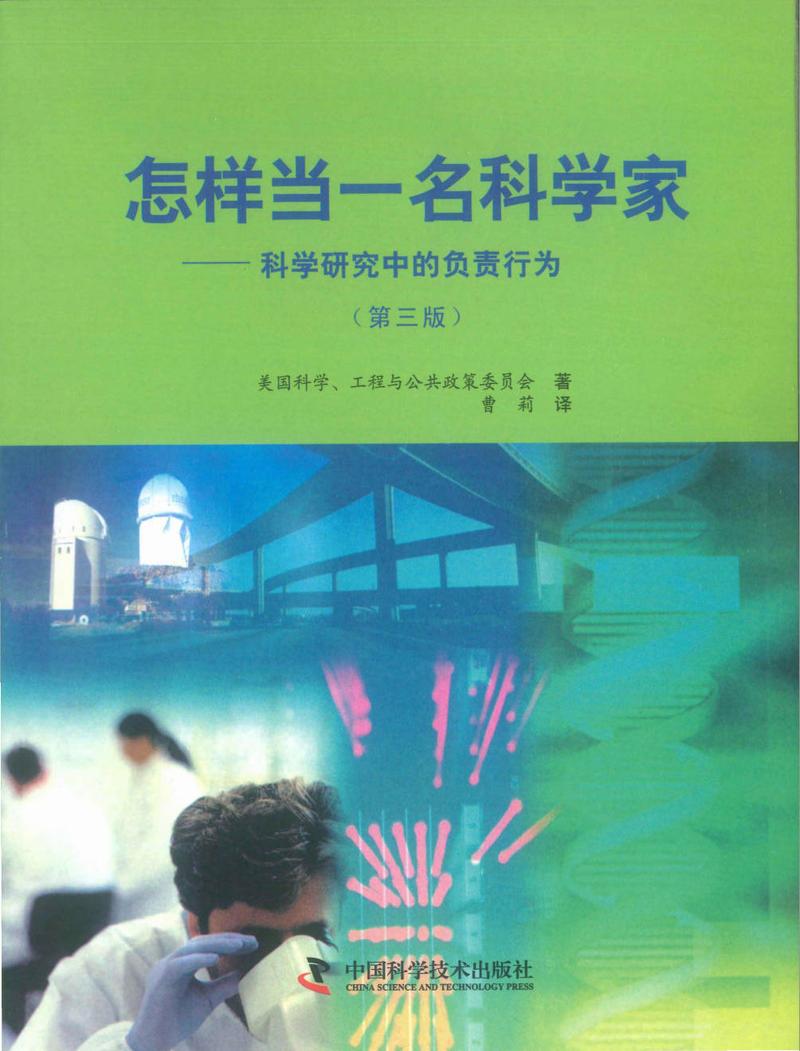 怎样当一名科学家
——科学研究中的负责行为
（第三版）
美国科学、工程与公共政策委员会 著
曹 莉 译
中国科学技术出版社
CHINA SCIENCE AND TECHNOLOGY PRESS